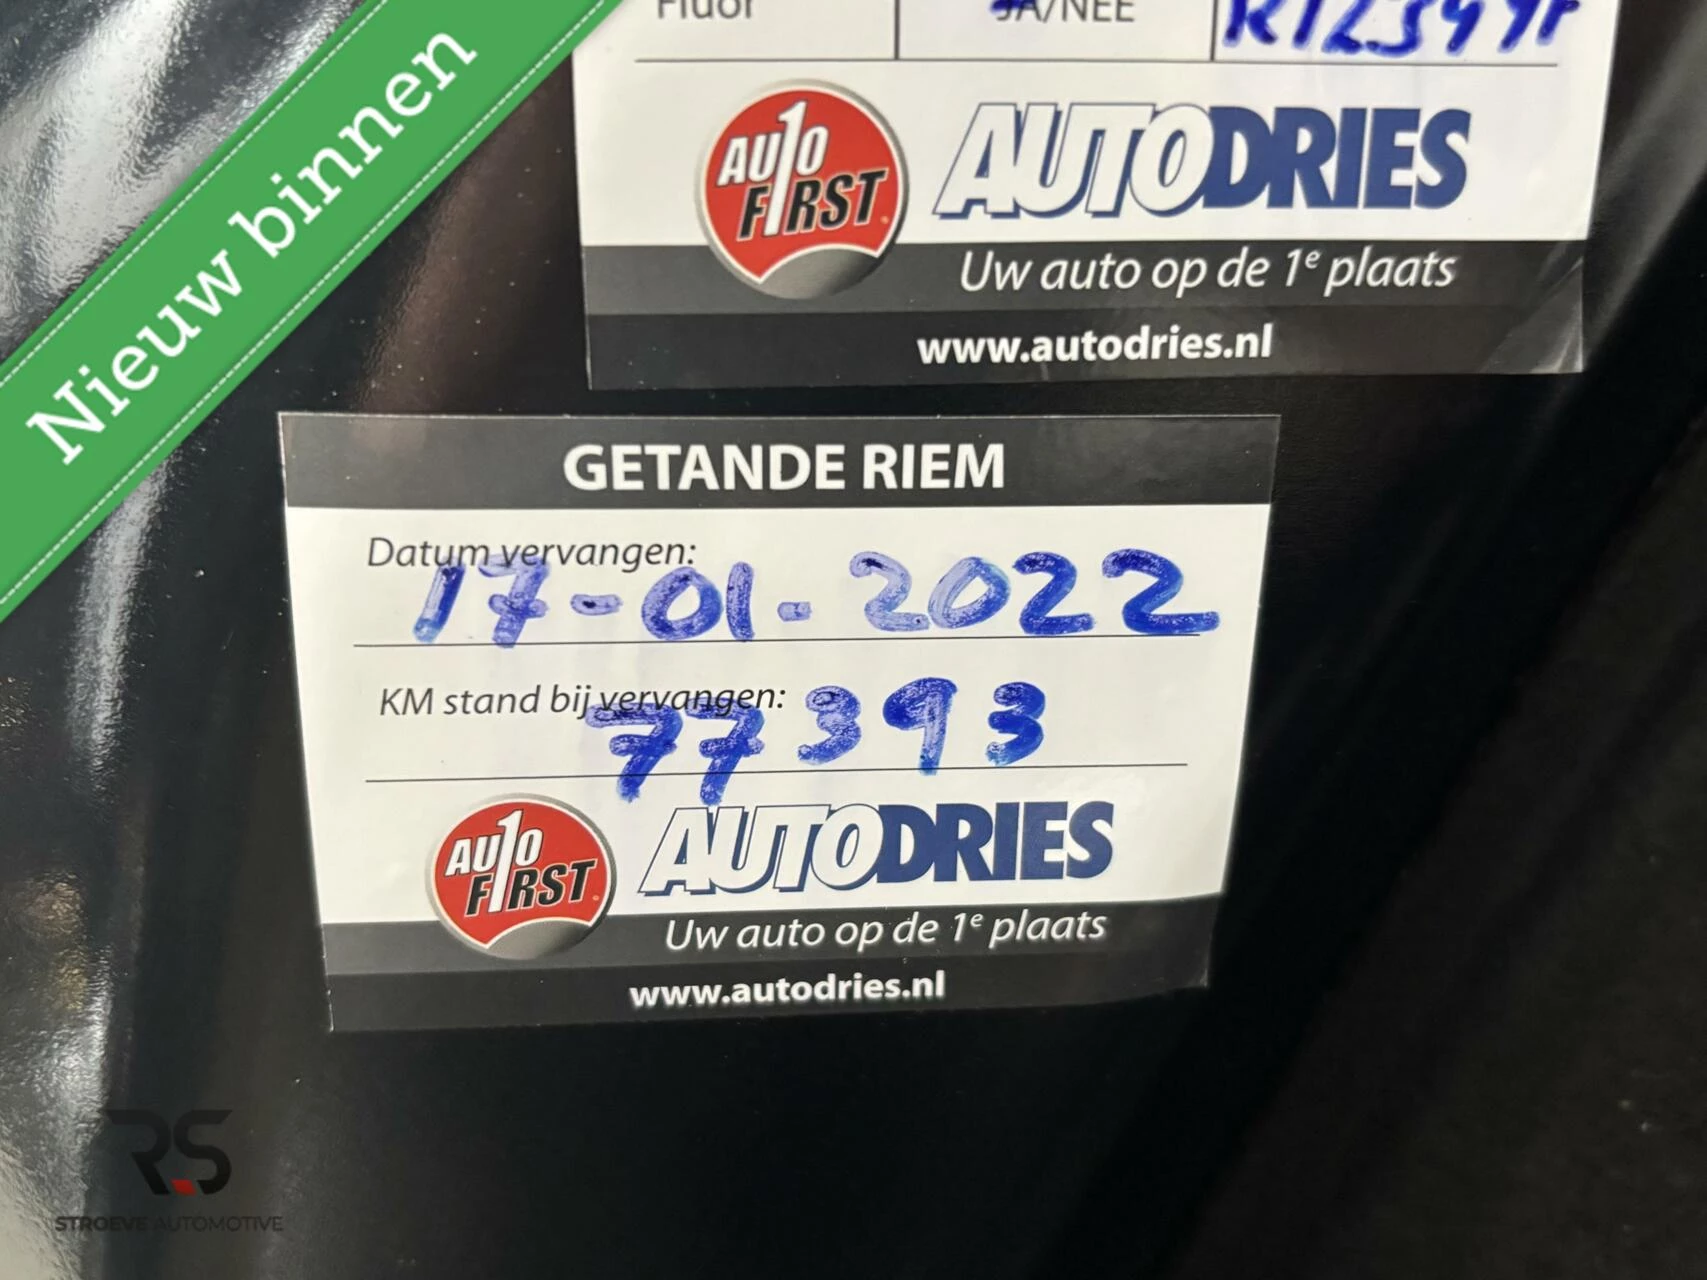 Nieuw binnen
Fluor JA/NEE
AUTO FIRST AUTODRIES
Uw auto op de 1e plaats
www.autodries.nl
GETANDE RIEM
Datum vervangen:
17-01-2022
KM stand bij vervangen:
77393
AUTO FIRST AUTODRIES
Uw auto op de 1e plaats
www.autodries.nl
RS
STROEVE AUTOMOTIVE